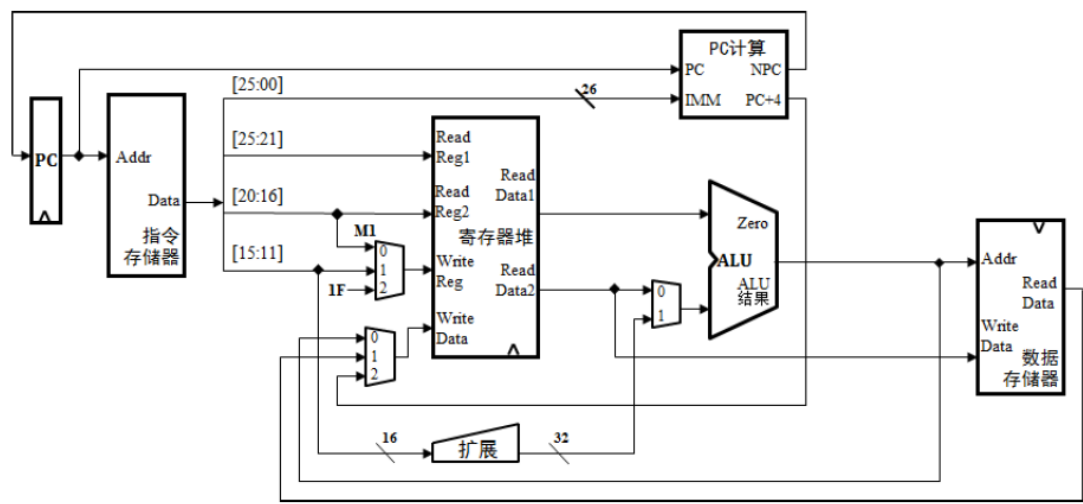 PC计算
PC
NPC
IMM
PC+4
[25:00]
26
[25:21]
[20:16]
[15:11]
PC
Addr
Data
指令
存储器
M1
0
1
2
1F
0
1
2
Read
Reg1
Read
Reg2
Write
Reg
Write
Data
Read
Data1
寄存器堆
Read
Data2
0
1
Zero
ALU
ALU
结果
Addr
Read
Data
Write
Data
数据
存储器
16
扩展
32